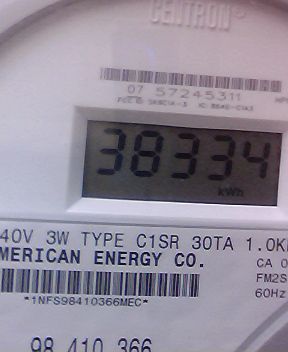 CENTRON®
07 57245311
38334
kWh
40V 3W TYPE C1SR 30TA 1.0K
MERICAN ENERGY CO.
CA 0
FM2S
60Hz
*1NFS98410366MEC*
98 410 366